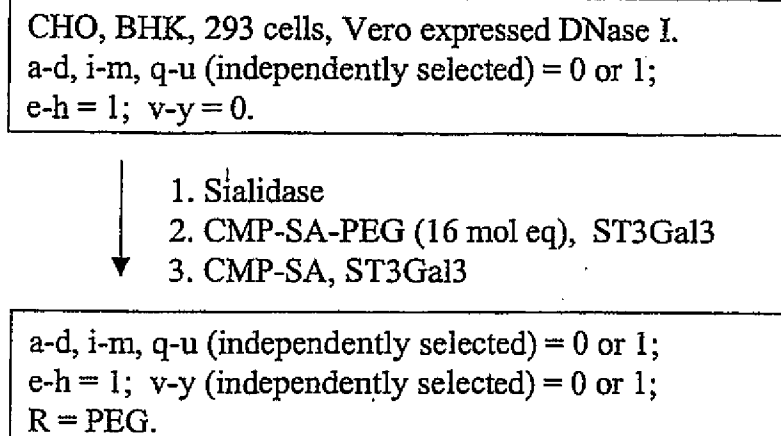 CHO, BHK, 293 cells, Vero expressed DNase I.
a-d, i-m, q-u (independently selected) = 0 or 1;
e-h = 1; v-y = 0.
1. Sialidase
2. CMP-SA-PEG (16 mol eq), ST3Gal3
3. CMP-SA, ST3Gal3
a-d, i-m, q-u (independently selected) = 0 or 1;
e-h = 1; v-y (independently selected) = 0 or 1;
R = PEG.